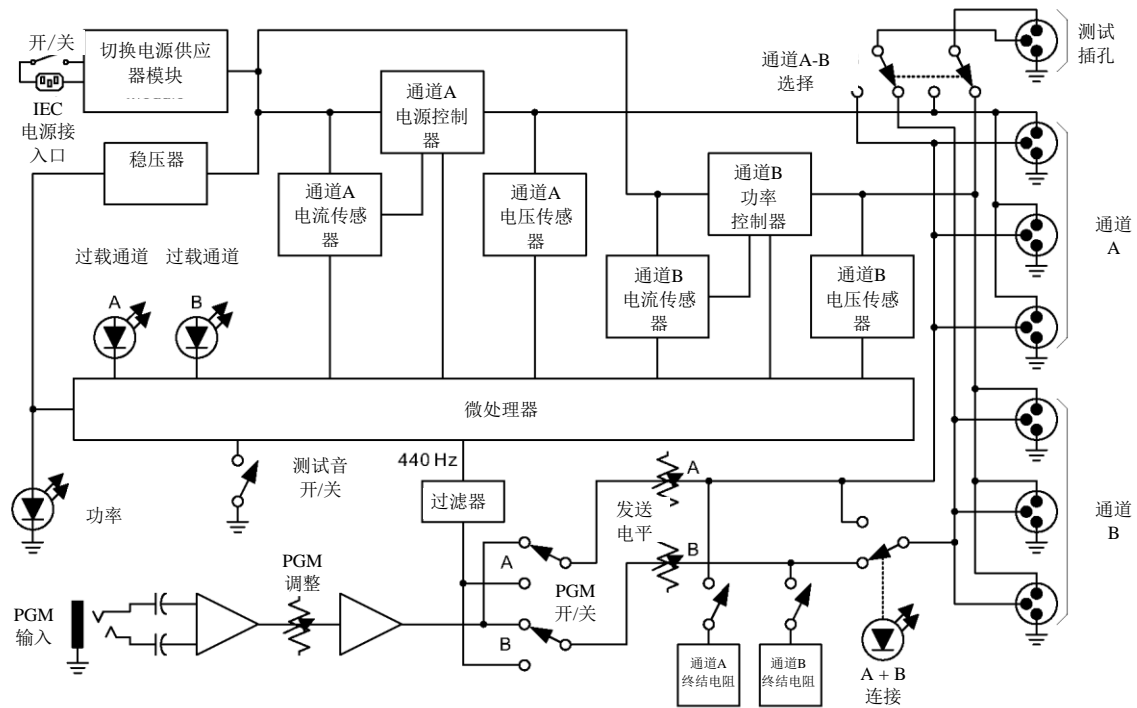 开/关
切换电源供应
器模块
IEC
电源接
入口
稳压器
通道A
电源控制
器
通道A-B
选择
测试
插孔
通道A
电流传感
器
通道A
电压传感
器
通道B
功率
控制器
通道B
电流传感
器
通道B
电压传感
器
通道
A
过载通道
过载通道
A
B
微处理器
测试音
开/关
440 Hz
过滤器
A
发送
电平
B
功率
通道
B
PGM
调整
A
PGM
开/关
B
PGM
输入
通道A
终结电阻
通道B
终结电阻
A + B
连接